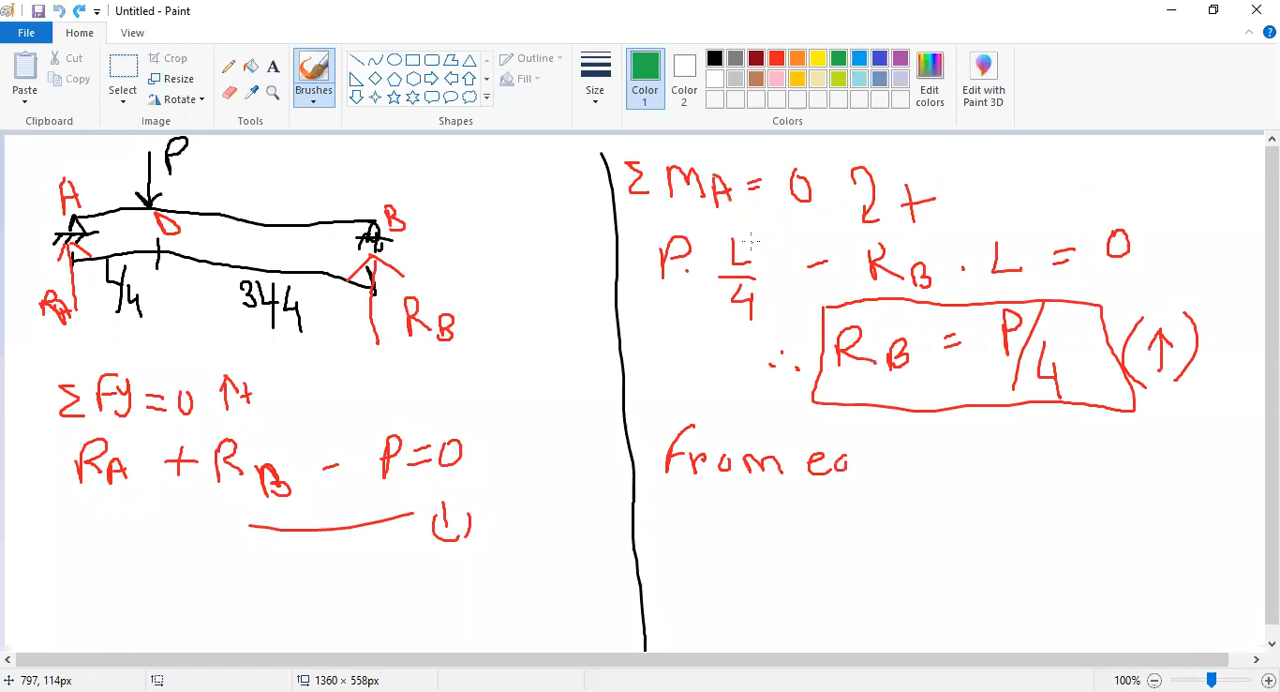 Untitled - Paint
File
Home
View
Paste
Cut
Copy
Clipboard
Select
Crop
Resize
Rotate
Image
A
Tools
Brushes
Outline
Fill
Shapes
Size
Color 1
Color 2
Edit colors
Colors
Edit with Paint 3D
P
A
D
B
RA
L/4
3L/4
RB
ΣFy = 0 ↑+
RA + RB - P = 0
(1)
ΣMA = 0 +
P. L/4 - RB . L = 0
∴ RB = P/4 (↑)
From eq
797, 114px
1360 × 558px
100%